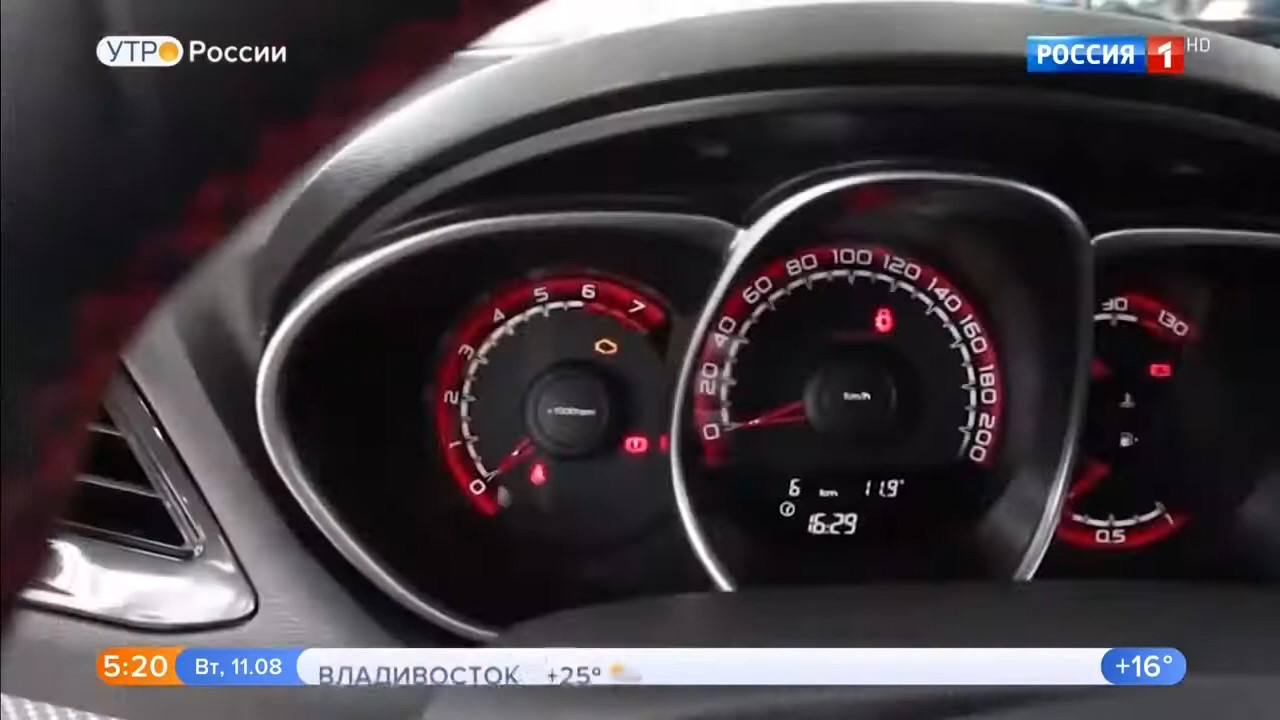 УТРО России
РОССИЯ 1 HD
0 1 2 3 4 5 6 7
0 20 40 60 80 100 120 140 160 180 200
km/h
6 km 11.9°
16:29
130
0.5 1
5:20 Вт, 11.08 ВЛАДИВОСТОК +25° +16°